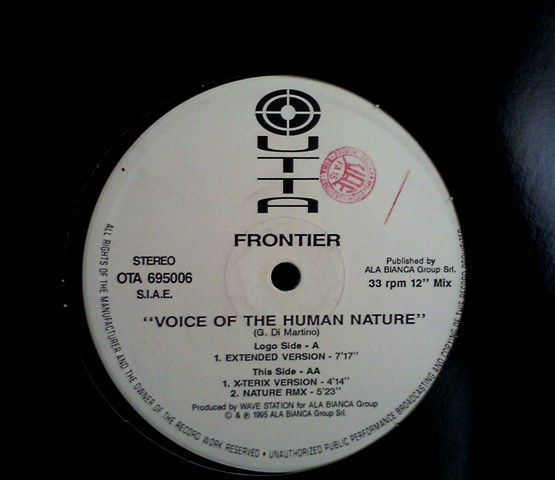 OUTTA
FRONTIER
STEREO
OTA 695006
S.I.A.E.
Published by
ALA BIANCA Group Srl.
33 rpm 12" Mix
"VOICE OF THE HUMAN NATURE"
(G. Di Martino)
Logo Side - A
1. EXTENDED VERSION - 7'17"
This Side - AA
1. X-TERIX VERSION - 4'14"
2. NATURE RMX - 5'23"
Produced by WAVE STATION for ALA BIANCA Group
© & ℗ 1995 ALA BIANCA Group Srl.
ALL RIGHTS OF THE MANUFACTURER AND THE OWNER OF THE RECORD WORK RESERVED • UNAUTHORIZED PUBLIC PERFORMANCE BROADCASTING AND COPYING OF THIS RECORD